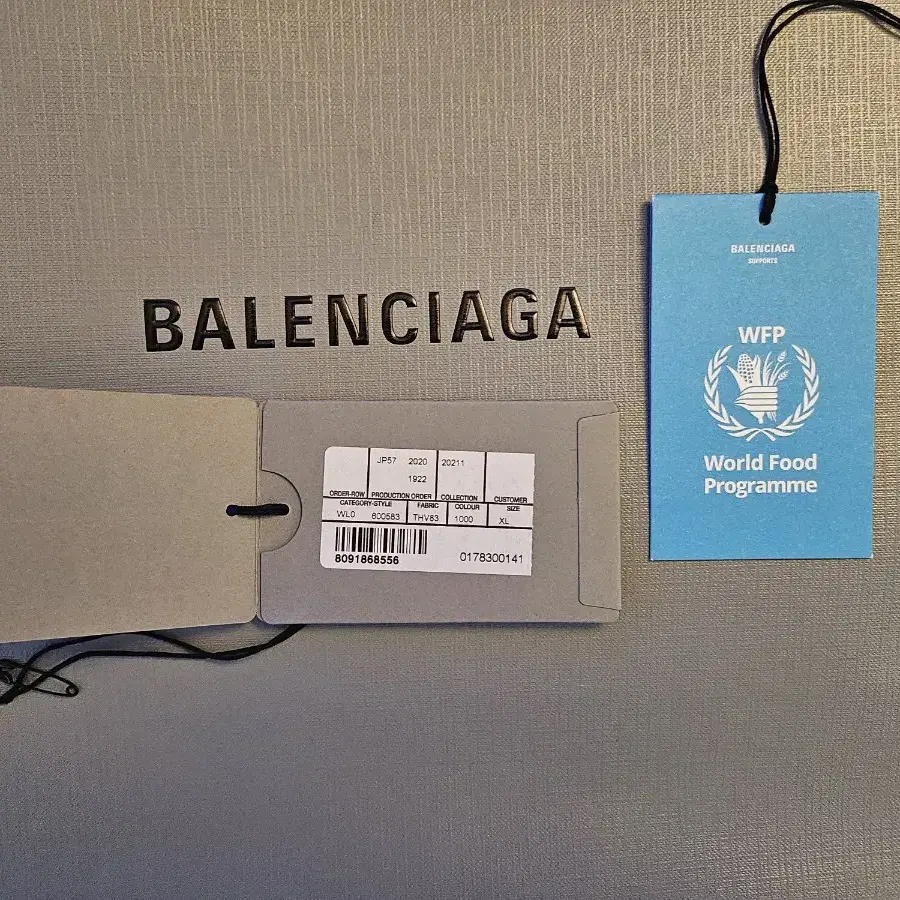 BALENCIAGA
SUPPORTS
WFP
World Food
Programme
BALENCIAGA
JP57 2020 20211
1922
ORDER-ROW PRODUCTION ORDER COLLECTION CUSTOMER
CATEGORY-STYLE FABRIC COLOUR SIZE
WL0 600583 THV63 1000 XL
8091868556 0178300141